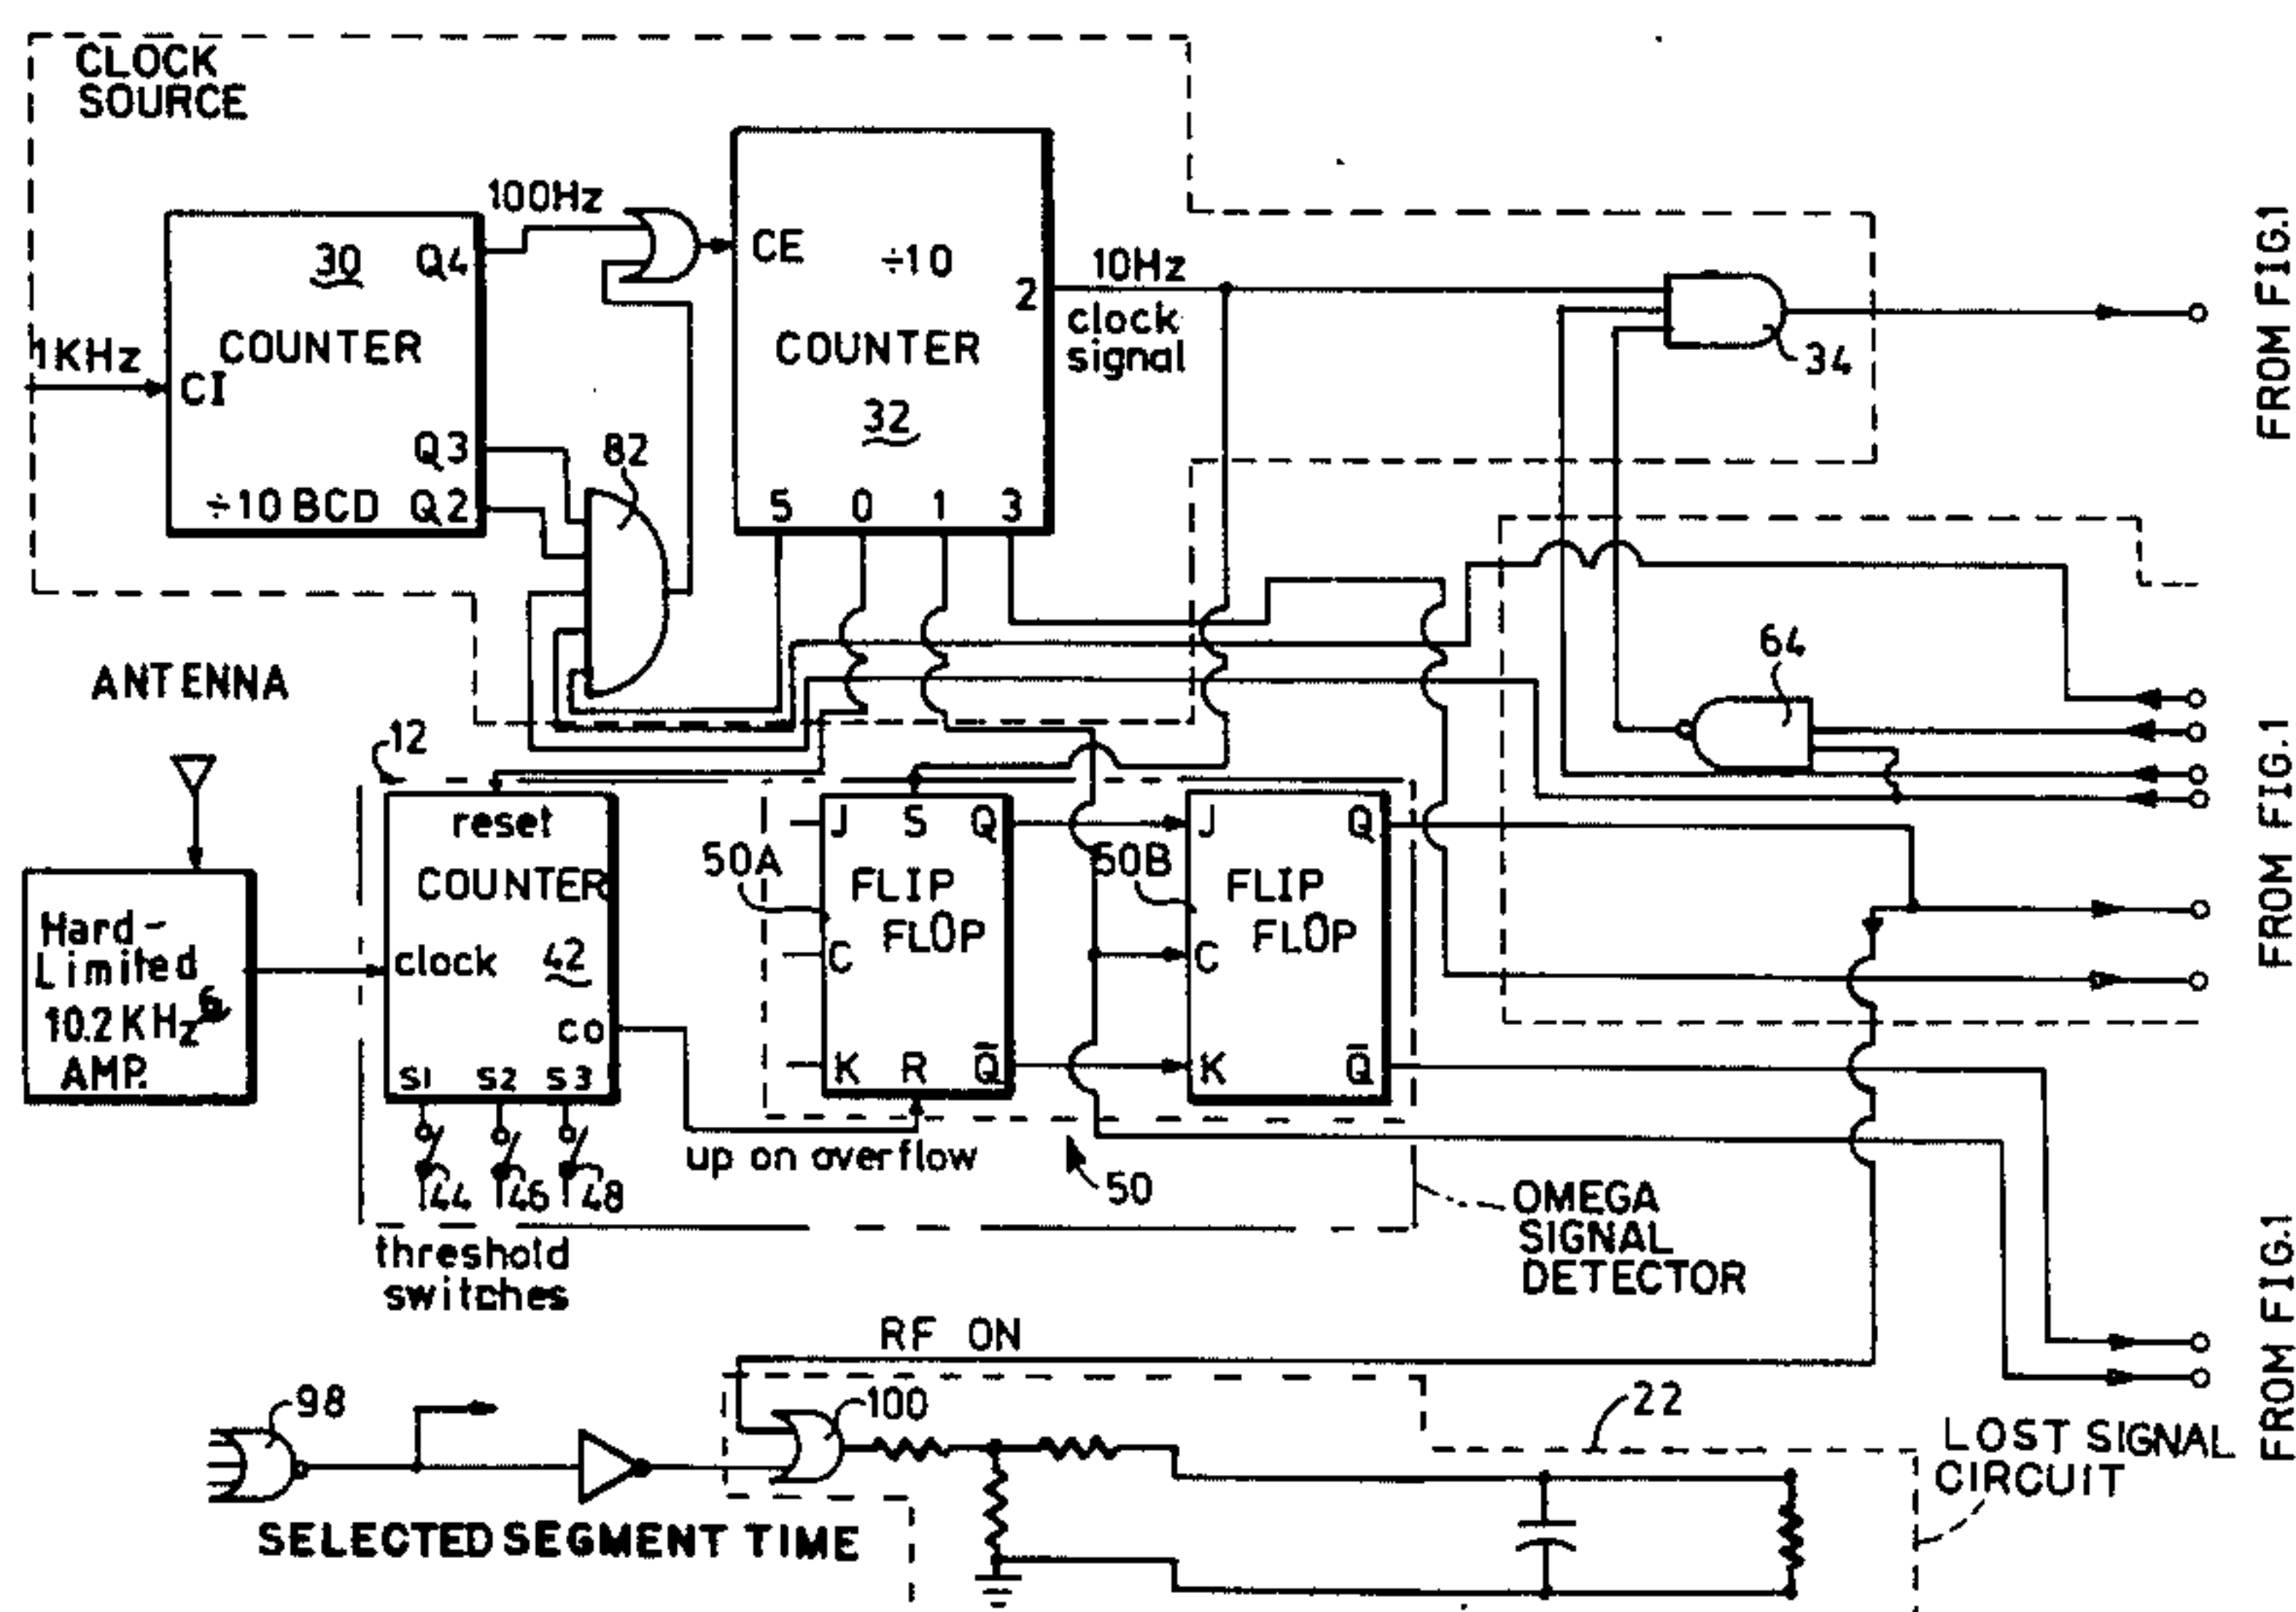 CLOCK
SOURCE
100Hz
30
Q4
CE
÷10
10Hz
2
clock
signal
COUNTER
COUNTER
34
1KHz
CI
32
Q3
82
÷10 BCD
Q2
5
0
1
3
FROM FIG.1
64
ANTENNA
12
reset
COUNTER
J
S
Q
J
Q
50A
50B
FLIP
FLOP
FLIP
FLOP
FROM FIG.1
Hard-
Limited
10.2KHz
6
AMP.
clock
42
C
C
CO
S1
S2
S3
K
R
Q̅
K
Q̅
44
46
48
up on overflow
50
OMEGA
SIGNAL
DETECTOR
threshold
switches
RF ON
FROM FIG.1
98
100
22
LOST SIGNAL
CIRCUIT
SELECTED SEGMENT TIME